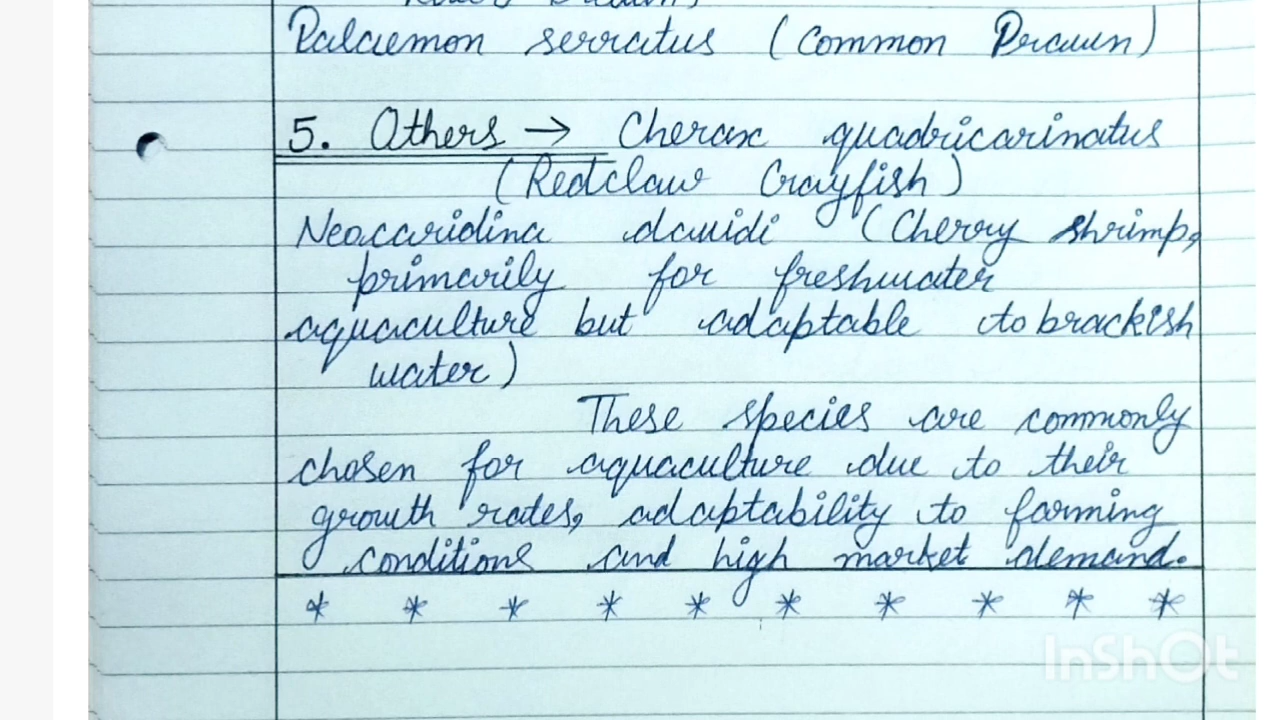 Palaemon serratus (Common Prawn)
5. Others → Cherax quadricarinatus
(Redclaw Crayfish)
Neocaridina davidi (Cherry shrimp,
primarily for freshwater
aquaculture but adaptable to brackish
water)
These species are commonly
chosen for aquaculture due to their
growth rates, adaptability to farming
conditions and high market demand.
* * * * * * * * * *
InShOt